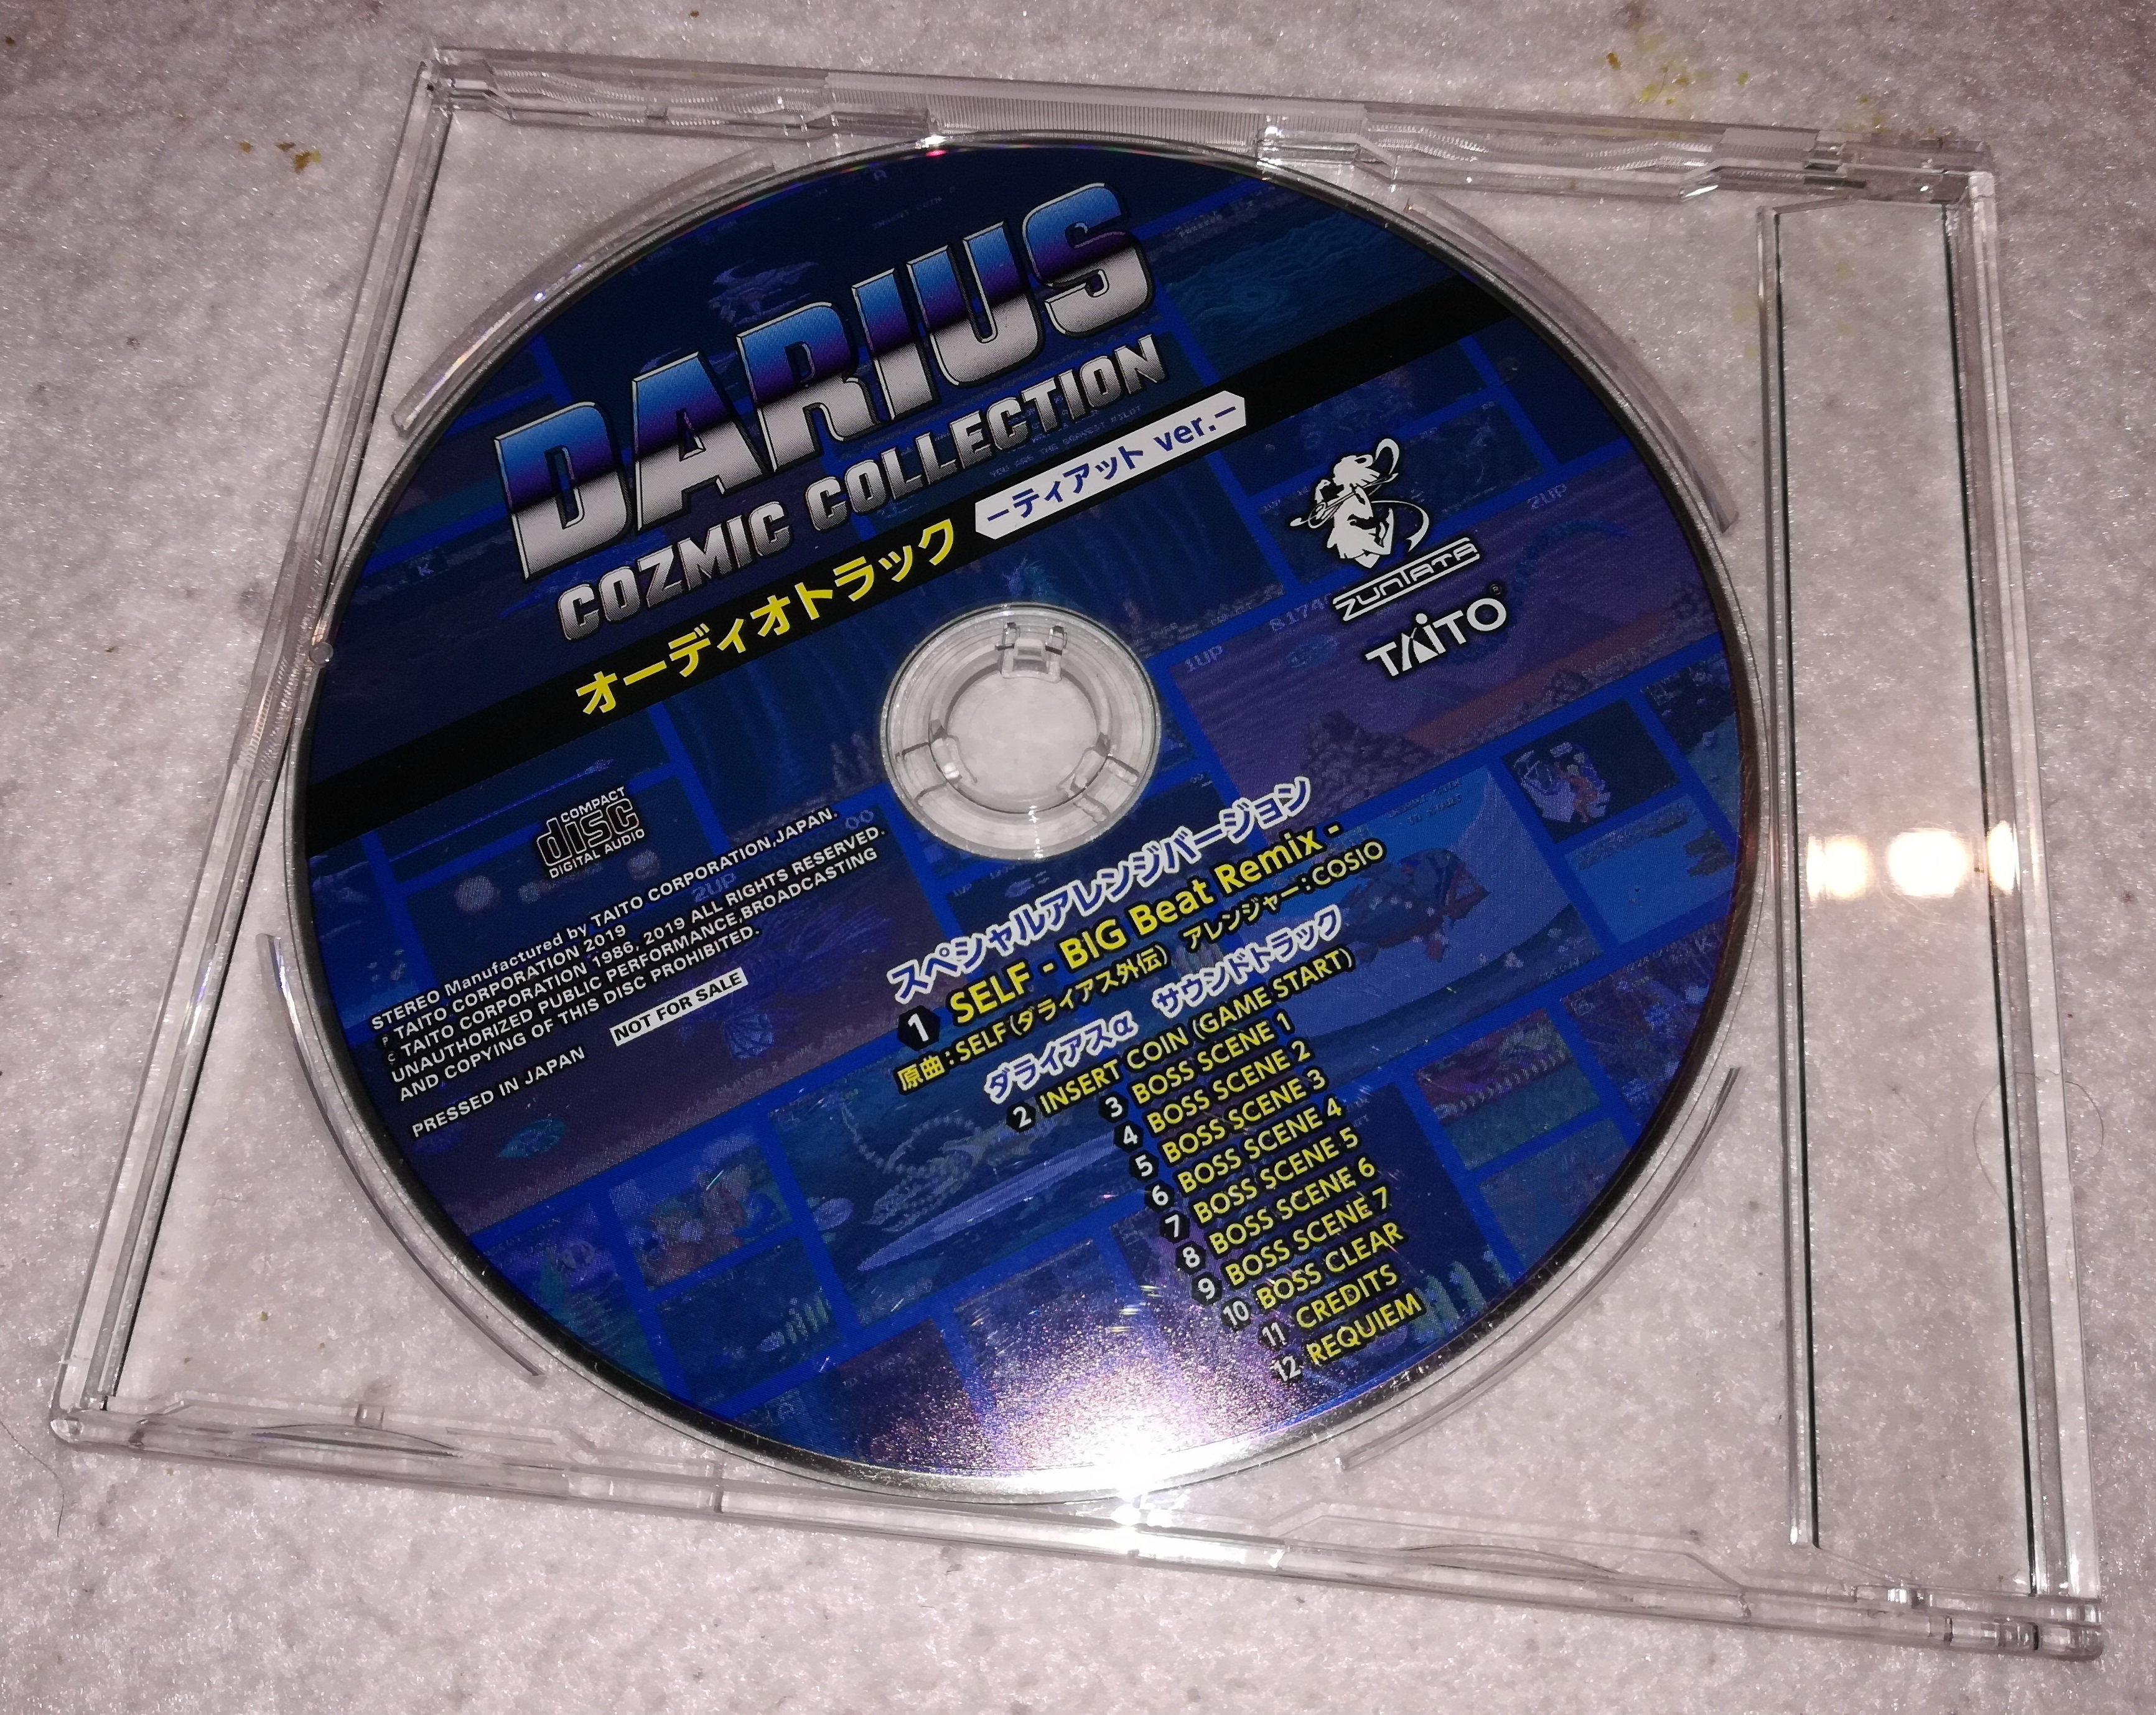 DARIUS
COZMIC COLLECTION
オーディオトラック
ーティアット ver.ー
ZUNTATA
TAITO
COMPACT
disc
DIGITAL AUDIO
STEREO Manufactured by TAITO CORPORATION,JAPAN.
P TAITO CORPORATION 2019
C TAITO CORPORATION 1986, 2019 ALL RIGHTS RESERVED.
UNAUTHORIZED PUBLIC PERFORMANCE,BROADCASTING
AND COPYING OF THIS DISC PROHIBITED.
PRESSED IN JAPAN
NOT FOR SALE
スペシャルアレンジバージョン
1 SELF - BIG Beat Remix -
原曲：SELF（ダライアス外伝） アレンジャー：COSIO
ダライアスα サウンドトラック
2 INSERT COIN (GAME START)
3 BOSS SCENE 1
4 BOSS SCENE 2
5 BOSS SCENE 3
6 BOSS SCENE 4
7 BOSS SCENE 5
8 BOSS SCENE 6
9 BOSS SCENE 7
10 BOSS CLEAR
11 CREDITS
12 REQUIEM
1UP
2UP
2UP